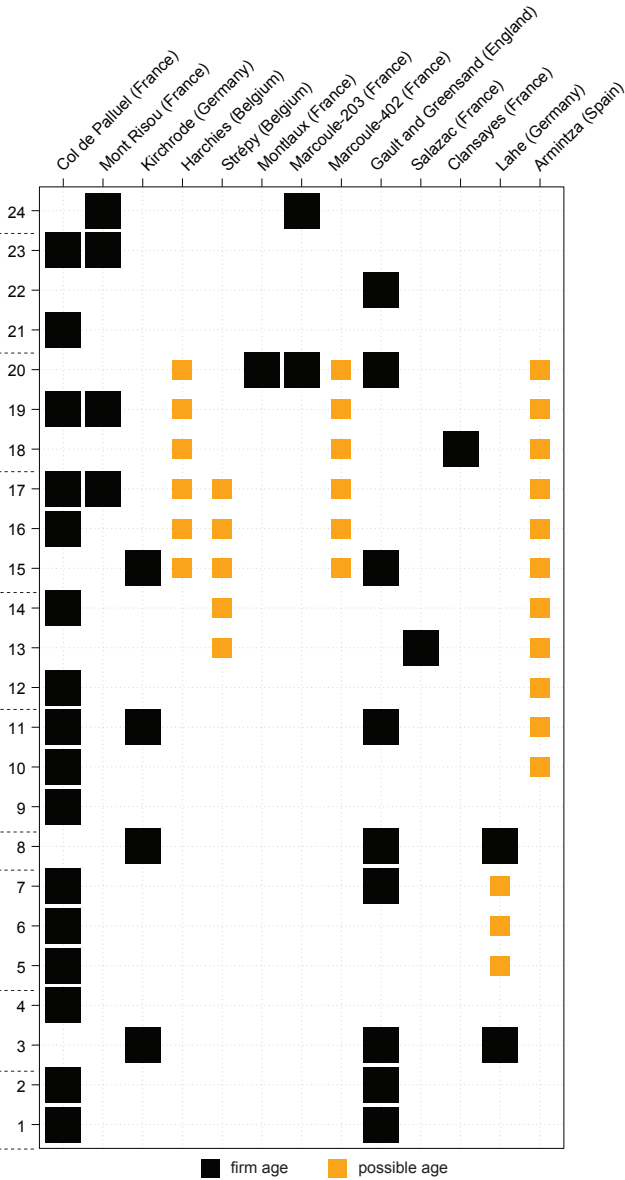 Col de Palluel (France)
Mont Risou (France)
Kirchrode (Germany)
Harchies (Belgium)
Strépy (Belgium)
Montlaux (France)
Marcoule-203 (France)
Marcoule-402 (France)
Gault and Greensand (England)
Salazac (France)
Clansayes (France)
Lahe (Germany)
Armintza (Spain)
24
23
22
21
20
19
18
17
16
15
14
13
12
11
10
9
8
7
6
5
4
3
2
1
firm age possible age